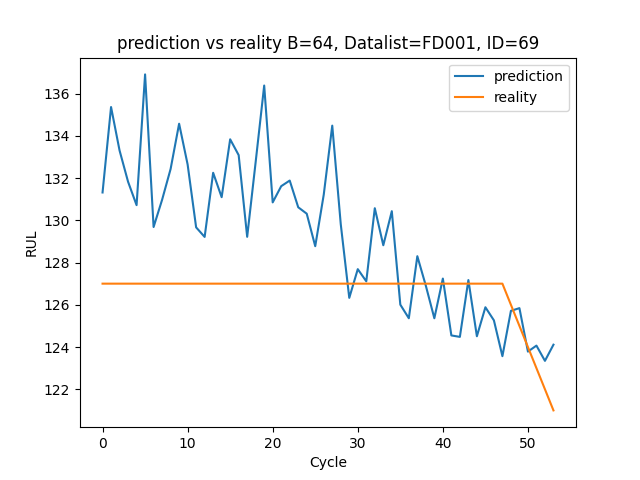 prediction vs reality B=64, Datalist=FD001, ID=69
prediction
reality
136
134
132
130
128
126
124
122
RUL
0 10 20 30 40 50
Cycle